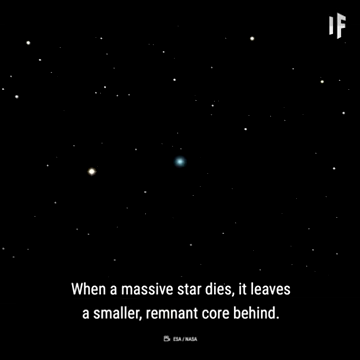 IF
When a massive star dies, it leaves
a smaller, remnant core behind.
ESA / NASA